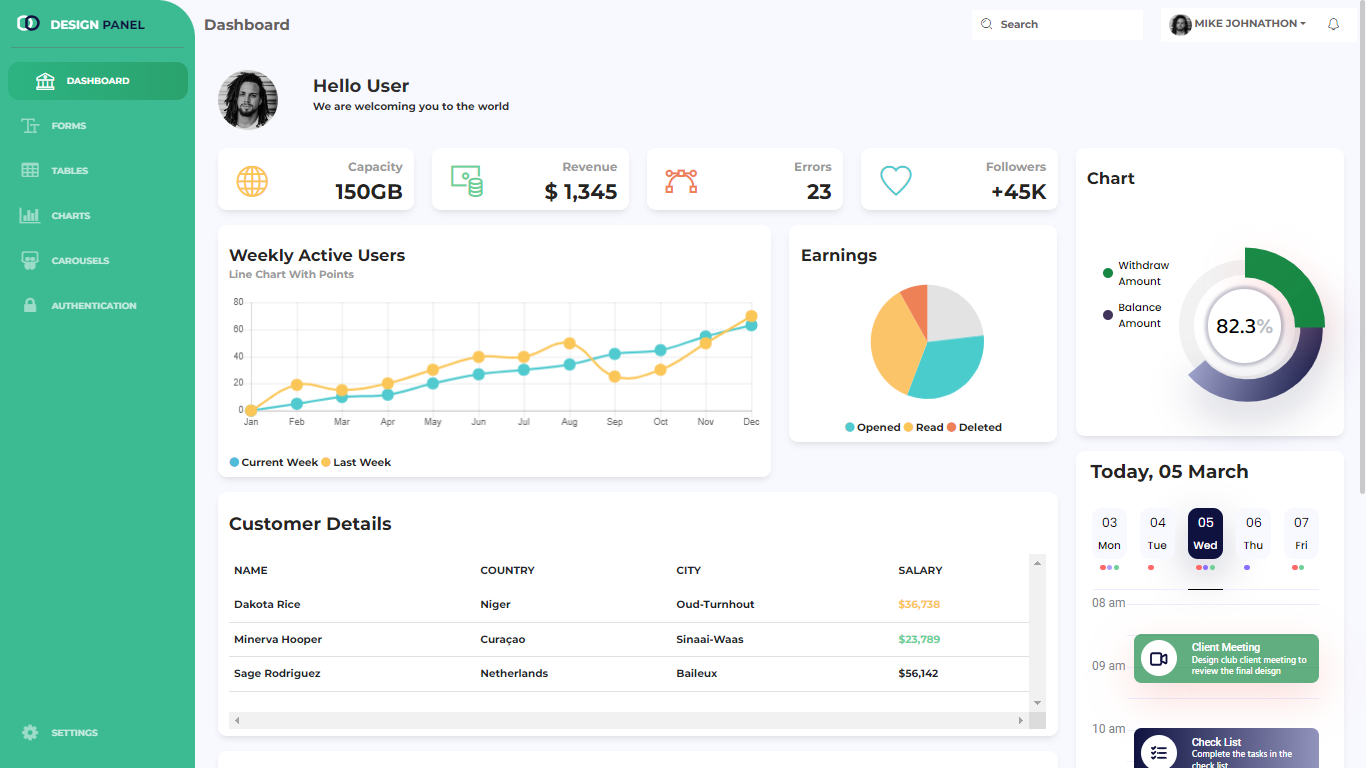 DESIGN PANEL
DASHBOARD
FORMS
TABLES
CHARTS
CAROUSELS
AUTHENTICATION
SETTINGS
Dashboard
Search
MIKE JOHNATHON
Hello User
We are welcoming you to the world
Capacity
150GB
Revenue
$ 1,345
Errors
23
Followers
+45K
Weekly Active Users
Line Chart With Points
80
60
40
20
0
Jan Feb Mar Apr May Jun Jul Aug Sep Oct Nov Dec
Current Week Last Week
Earnings
Opened Read Deleted
Chart
Withdraw
Amount
Balance
Amount
82.3%
Customer Details
NAME COUNTRY CITY SALARY
Dakota Rice Niger Oud-Turnhout $36,738
Minerva Hooper Curaçao Sinaai-Waas $23,789
Sage Rodriguez Netherlands Baileux $56,142
Today, 05 March
03 04 05 06 07
Mon Tue Wed Thu Fri
08 am
Client Meeting
Design club client meeting to
review the final deisgn
09 am
10 am
Check List
Complete the tasks in the
check list